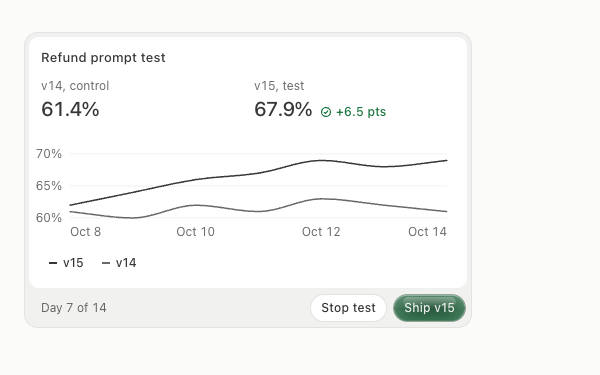 Refund prompt test
v14, control
61.4%
v15, test
67.9% +6.5 pts
70%
65%
60%
Oct 8 Oct 10 Oct 12 Oct 14
v15 v14
Day 7 of 14
Stop test
Ship v15